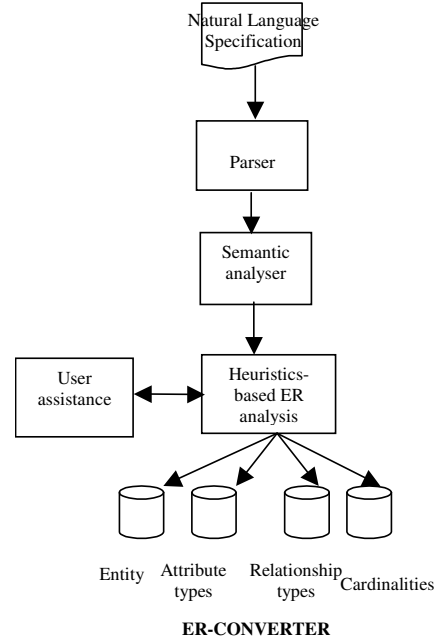 Natural Language
Specification
Parser
Semantic
analyser
User
assistance
Heuristics-
based ER
analysis
Entity
Attribute
types
Relationship
types
Cardinalities
ER-CONVERTER